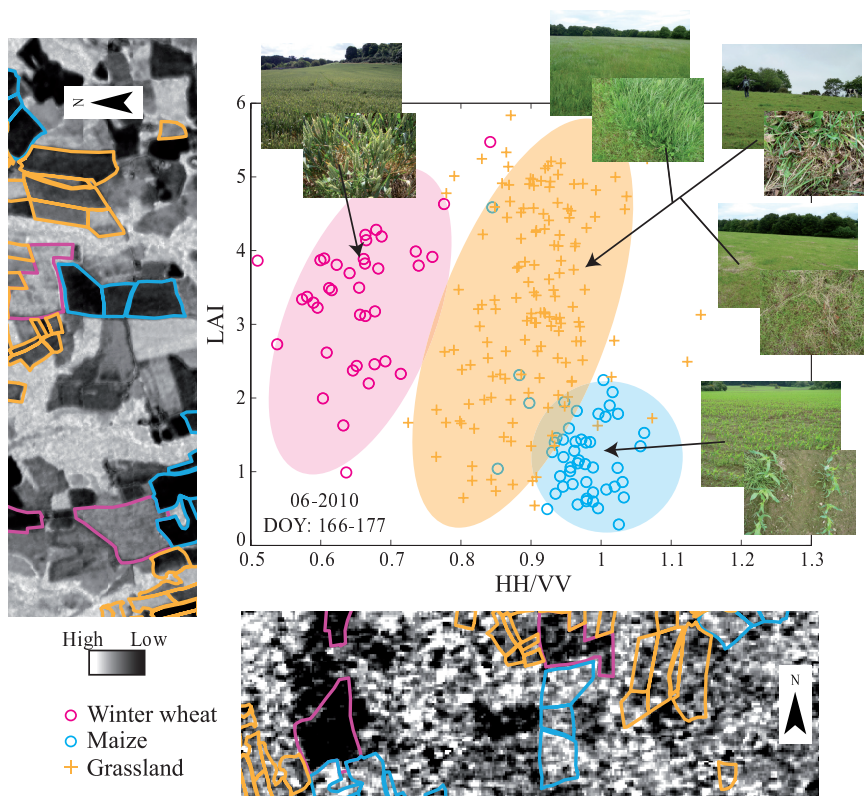 N
6
5
4
3
2
1
0
LAI
06-2010
DOY: 166-177
0.5
0.6
0.7
0.8
0.9
1
1.1
1.2
1.3
HH/VV
High Low
Winter wheat
Maize
Grassland
N